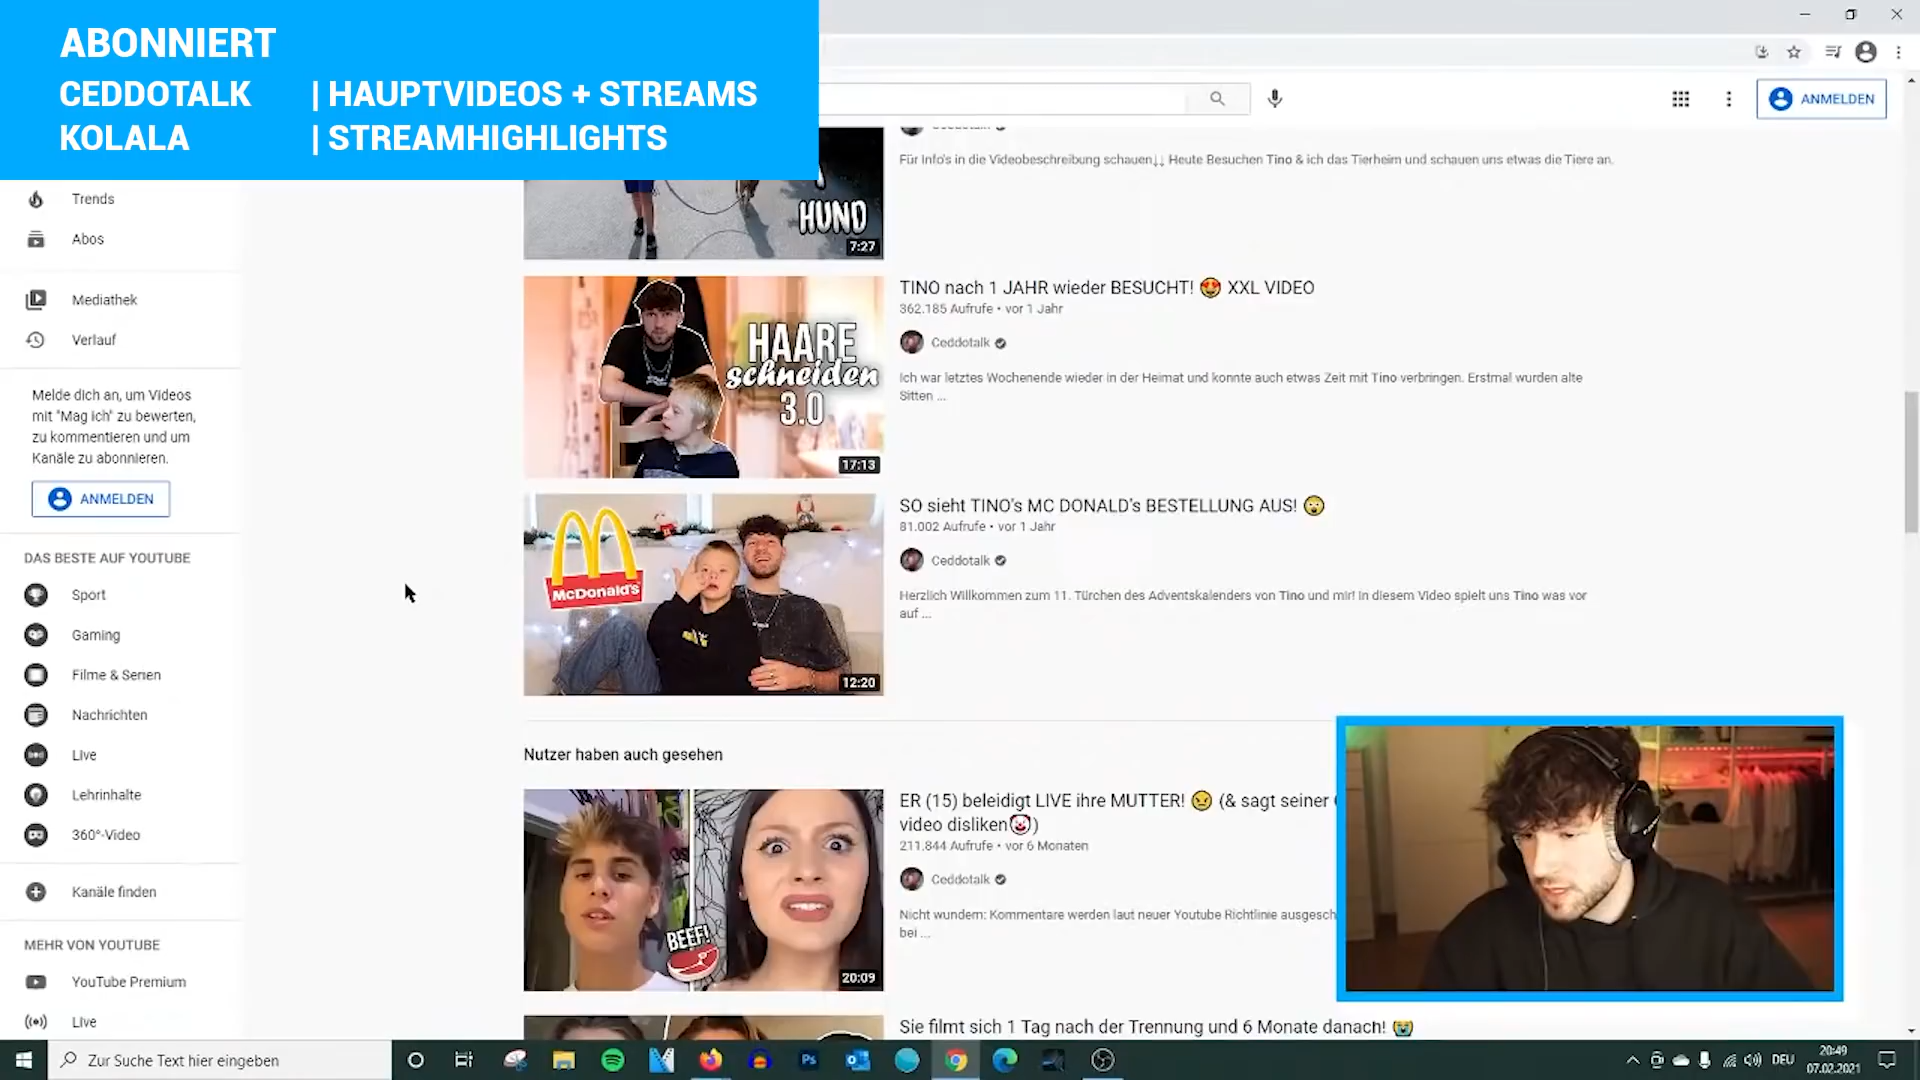 ABONNIERT
CEDDOTALK | HAUPTVIDEOS + STREAMS
KOLALA | STREAMHIGHLIGHTS
ANMELDEN
Für Info's in die Videobeschreibung schauen↓↓ Heute Besuchen Tino & ich das Tierheim und schauen uns etwas die Tiere an.
HUND
7:27
Trends
Abos
Mediathek
Verlauf
Melde dich an, um Videos
mit "Mag ich" zu bewerten,
zu kommentieren und um
Kanäle zu abonnieren.
ANMELDEN
DAS BESTE AUF YOUTUBE
Sport
Gaming
Filme & Serien
Nachrichten
Live
Lehrinhalte
360°-Video
Kanäle finden
MEHR VON YOUTUBE
YouTube Premium
Live
HAARE
schneiden
3.0
17:13
TINO nach 1 JAHR wieder BESUCHT! 😍 XXL VIDEO
362.185 Aufrufe • vor 1 Jahr
Ceddotalk
Ich war letztes Wochenende wieder in der Heimat und konnte auch etwas Zeit mit Tino verbringen. Erstmal wurden alte
Sitten ...
McDonald's
12:20
SO sieht TINO's MC DONALD's BESTELLUNG AUS! 😲
81.002 Aufrufe • vor 1 Jahr
Ceddotalk
Herzlich Willkommen zum 11. Türchen des Adventskalenders von Tino und mir! In diesem Video spielt uns Tino was vor
auf ...
Nutzer haben auch gesehen
BEEF!
20:09
ER (15) beleidigt LIVE ihre MUTTER! 😠 (& sagt seiner
video disliken🤡)
211.844 Aufrufe • vor 6 Monaten
Ceddotalk
Nicht wundern: Kommentare werden laut neuer Youtube Richtlinie ausgesch
bei ...
Sie filmt sich 1 Tag nach der Trennung und 6 Monate danach! 😭
Zur Suche Text hier eingeben
Ps
DEU
20:49
07.02.2021